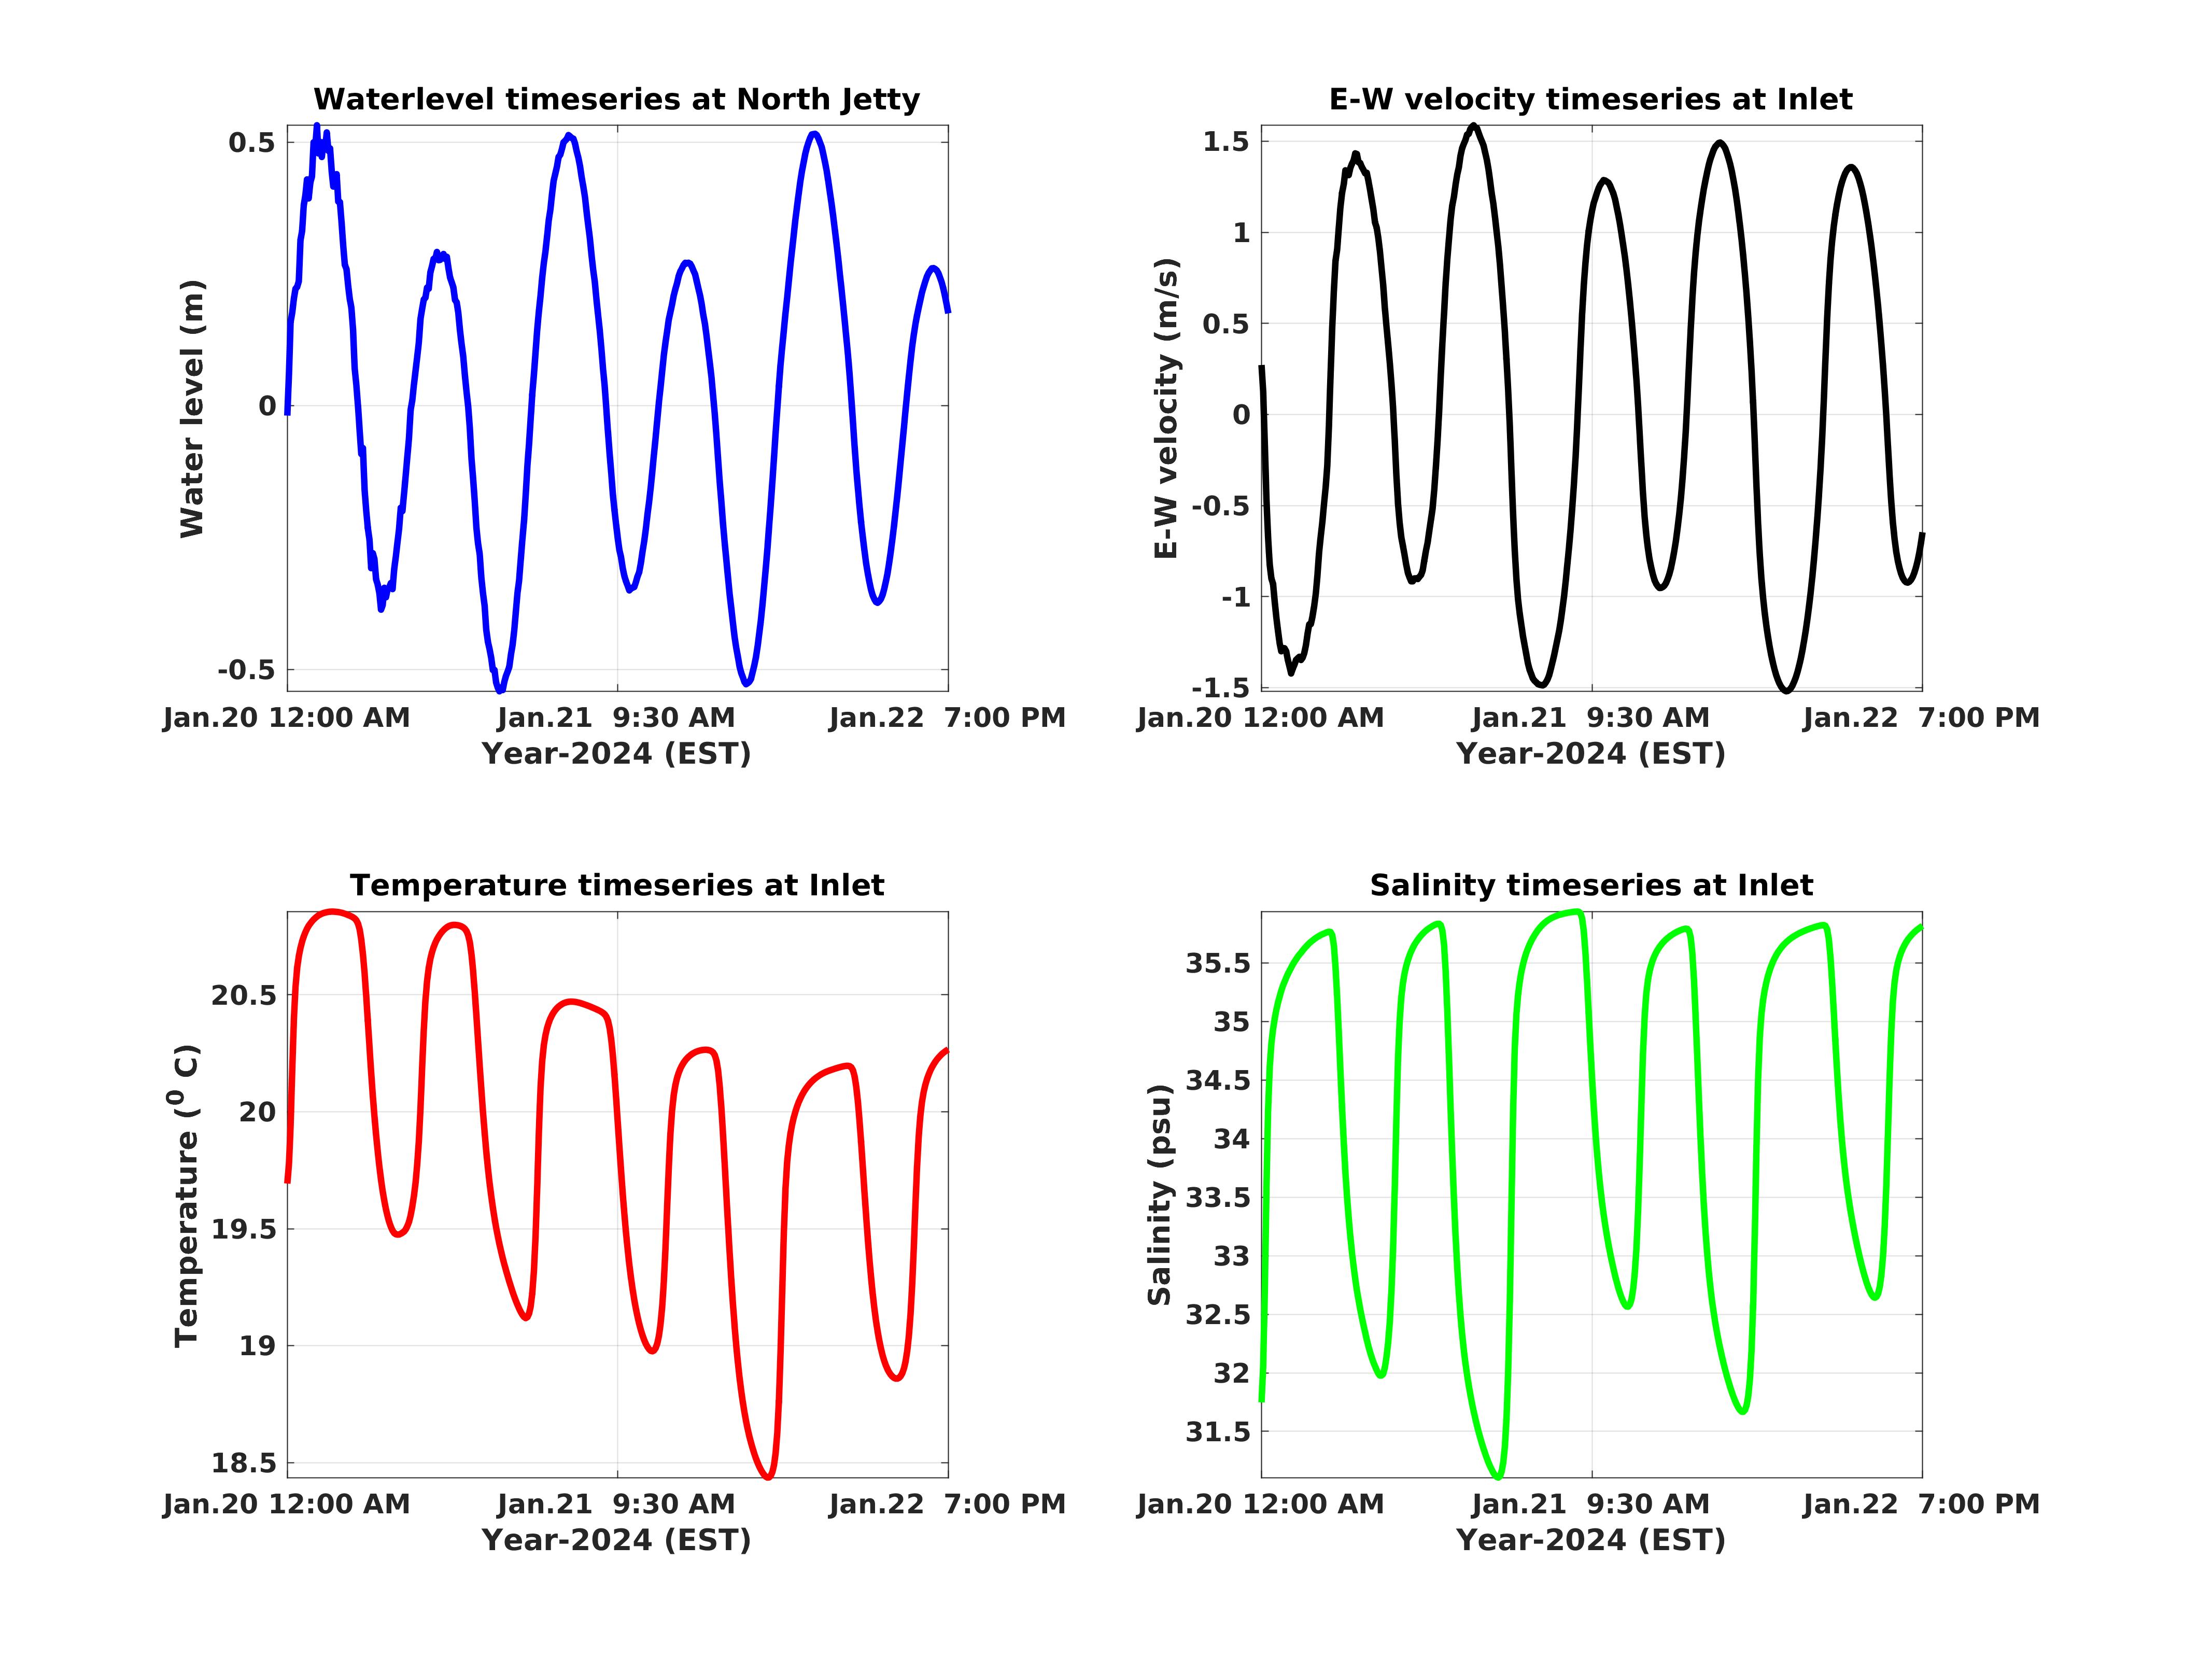 Waterlevel timeseries at North Jetty
Water level (m)
0.5
0
-0.5
Jan.20 12:00 AM Jan.21  9:30 AM Jan.22  7:00 PM
Year-2024 (EST)
E-W velocity timeseries at Inlet
E-W velocity (m/s)
1.5
1
0.5
0
-0.5
-1
-1.5
Jan.20 12:00 AM Jan.21  9:30 AM Jan.22  7:00 PM
Year-2024 (EST)
Temperature timeseries at Inlet
Temperature (⁰ C)
20.5
20
19.5
19
18.5
Jan.20 12:00 AM Jan.21  9:30 AM Jan.22  7:00 PM
Year-2024 (EST)
Salinity timeseries at Inlet
Salinity (psu)
35.5
35
34.5
34
33.5
33
32.5
32
31.5
Jan.20 12:00 AM Jan.21  9:30 AM Jan.22  7:00 PM
Year-2024 (EST)